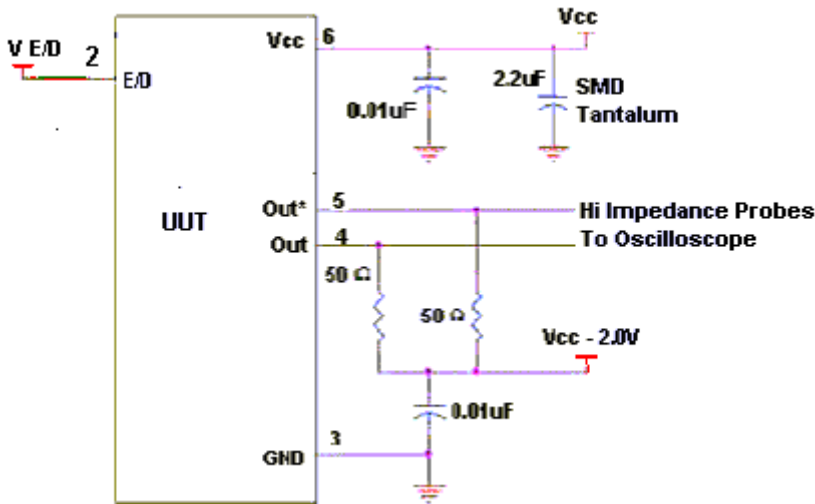 Vcc
V E/D
2
E/D
Vcc
6
0.01uF
2.2uF
SMD
Tantalum
UUT
Out*
5
Hi Impedance Probes
Out
4
To Oscilloscope
50 Ω
50 Ω
Vcc - 2.0V
0.01uF
GND
3